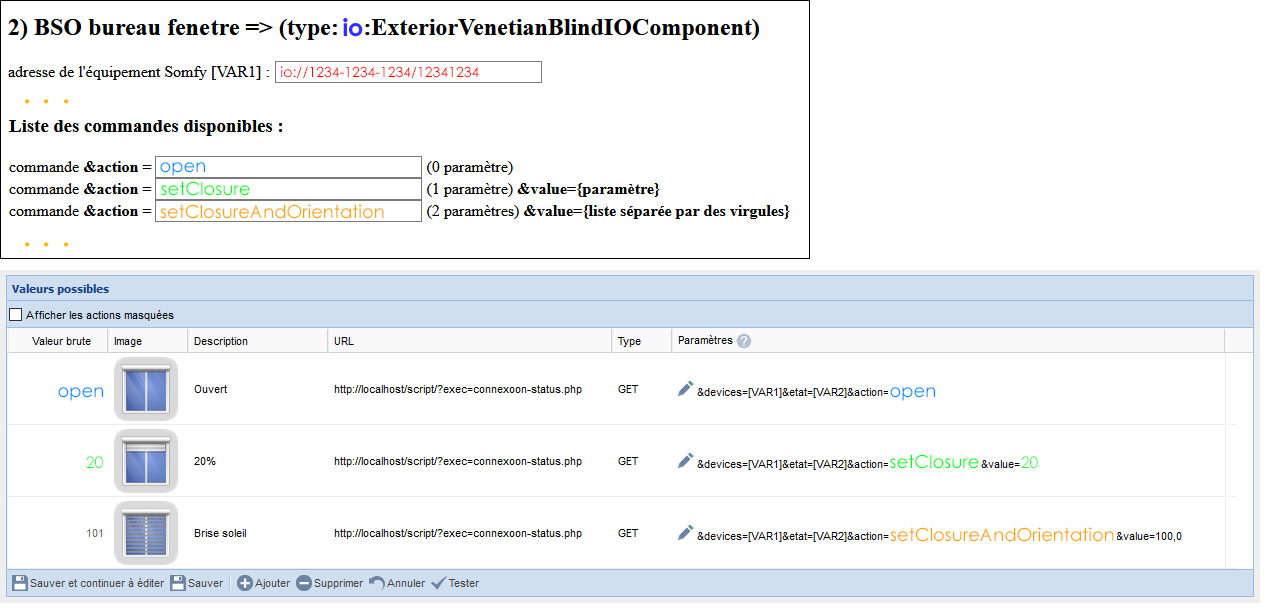 2) BSO bureau fenetre => (type: io:ExteriorVenetianBlindIOComponent)
adresse de l'équipement Somfy [VAR1] : io://1234-1234-1234/12341234
. . .
Liste des commandes disponibles :
commande &action = open (0 paramètre)
commande &action = setClosure (1 paramètre) &value={paramètre}
commande &action = setClosureAndOrientation (2 paramètres) &value={liste séparée par des virgules}
. . .
Valeurs possibles
Afficher les actions masquées
Valeur brute Image Description URL Type Paramètres ?
open Ouvert http://localhost/script/?exec=connexoon-status.php GET &devices=[VAR1]&etat=[VAR2]&action=open
20 20% http://localhost/script/?exec=connexoon-status.php GET &devices=[VAR1]&etat=[VAR2]&action=setClosure &value=20
101 Brise soleil http://localhost/script/?exec=connexoon-status.php GET &devices=[VAR1]&etat=[VAR2]&action=setClosureAndOrientation &value=100,0
Sauver et continuer à éditer Sauver Ajouter Supprimer Annuler Tester